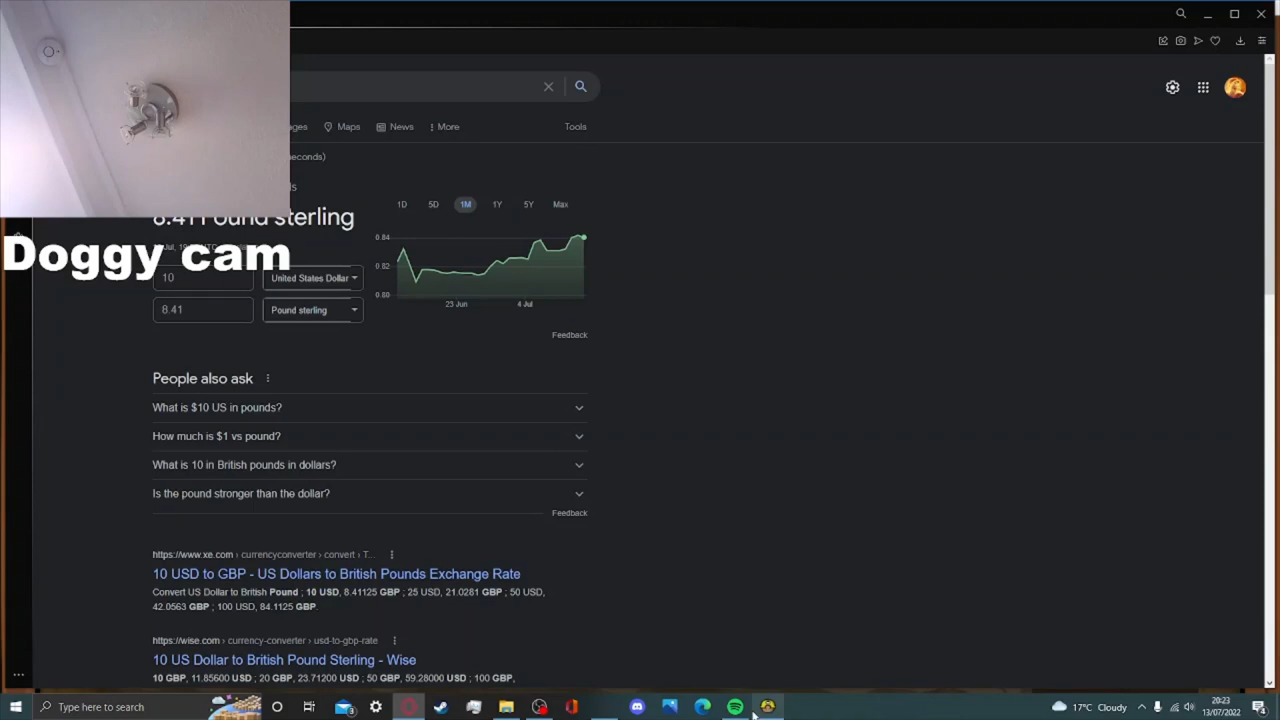 Maps
News
More
Tools
Pound sterling
Doggy cam
1D 5D 1M 1Y 5Y Max
0.84
0.82
0.80
23 Jun 4 Jul
10 United States Dollar
8.41 Pound sterling
Feedback
People also ask
What is $10 US in pounds?
How much is $1 vs pound?
What is 10 in British pounds in dollars?
Is the pound stronger than the dollar?
Feedback
https://www.xe.com › currencyconverter › convert › T...
10 USD to GBP - US Dollars to British Pounds Exchange Rate
Convert US Dollar to British Pound ; 10 USD, 8.41125 GBP ; 25 USD, 21.0281 GBP ; 50 USD,
42.0563 GBP ; 100 USD, 84.1125 GBP.
https://wise.com › currency-converter › usd-to-gbp-rate
10 US Dollar to British Pound Sterling - Wise
10 GBP, 11.85600 USD ; 20 GBP, 23.71200 USD ; 50 GBP, 59.28000 USD ; 100 GBP,
Type here to search
17°C Cloudy
20:23
13/07/2022